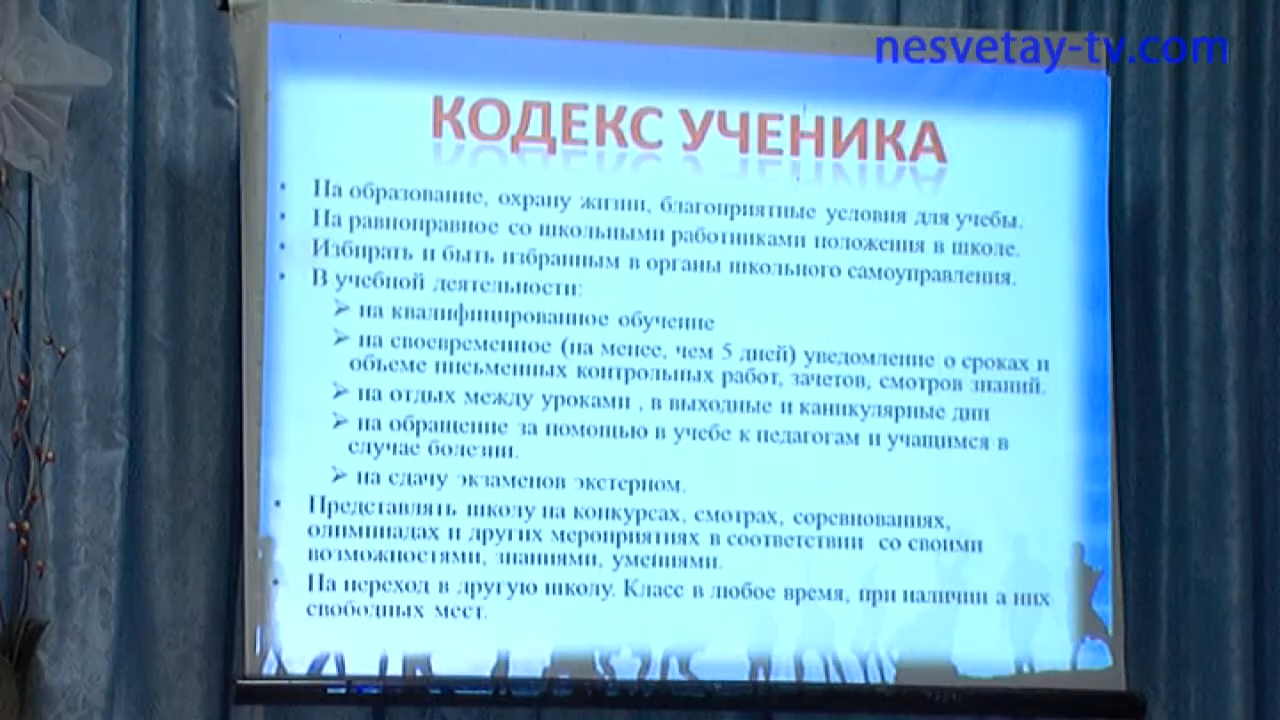 nesvetay-tv.com
КОДЕКС УЧЕНИКА
• На образование, охрану жизни, благоприятные условия для учебы.
• На равноправное со школьными работниками положения в школе.
• Избирать и быть избранным в органы школьного самоуправления.
• В учебной деятельности:
➢ на квалифицированное обучение
➢ на своевременное (на менее, чем 5 дней) уведомление о сроках и
объеме письменных контрольных работ, зачетов, смотров знаний.
➢ на отдых между уроками , в выходные и каникулярные дни
➢ на обращение за помощью в учебе к педагогам и учащимся в
случае болезни.
➢ на сдачу экзаменов экстерном.
• Представлять школу на конкурсах, смотрах, соревнованиях,
олимпиадах и других мероприятиях в соответствии со своими
возможностями, знаниями, умениями.
• На переход в другую школу. Класс в любое время, при наличии а них
свободных мест.